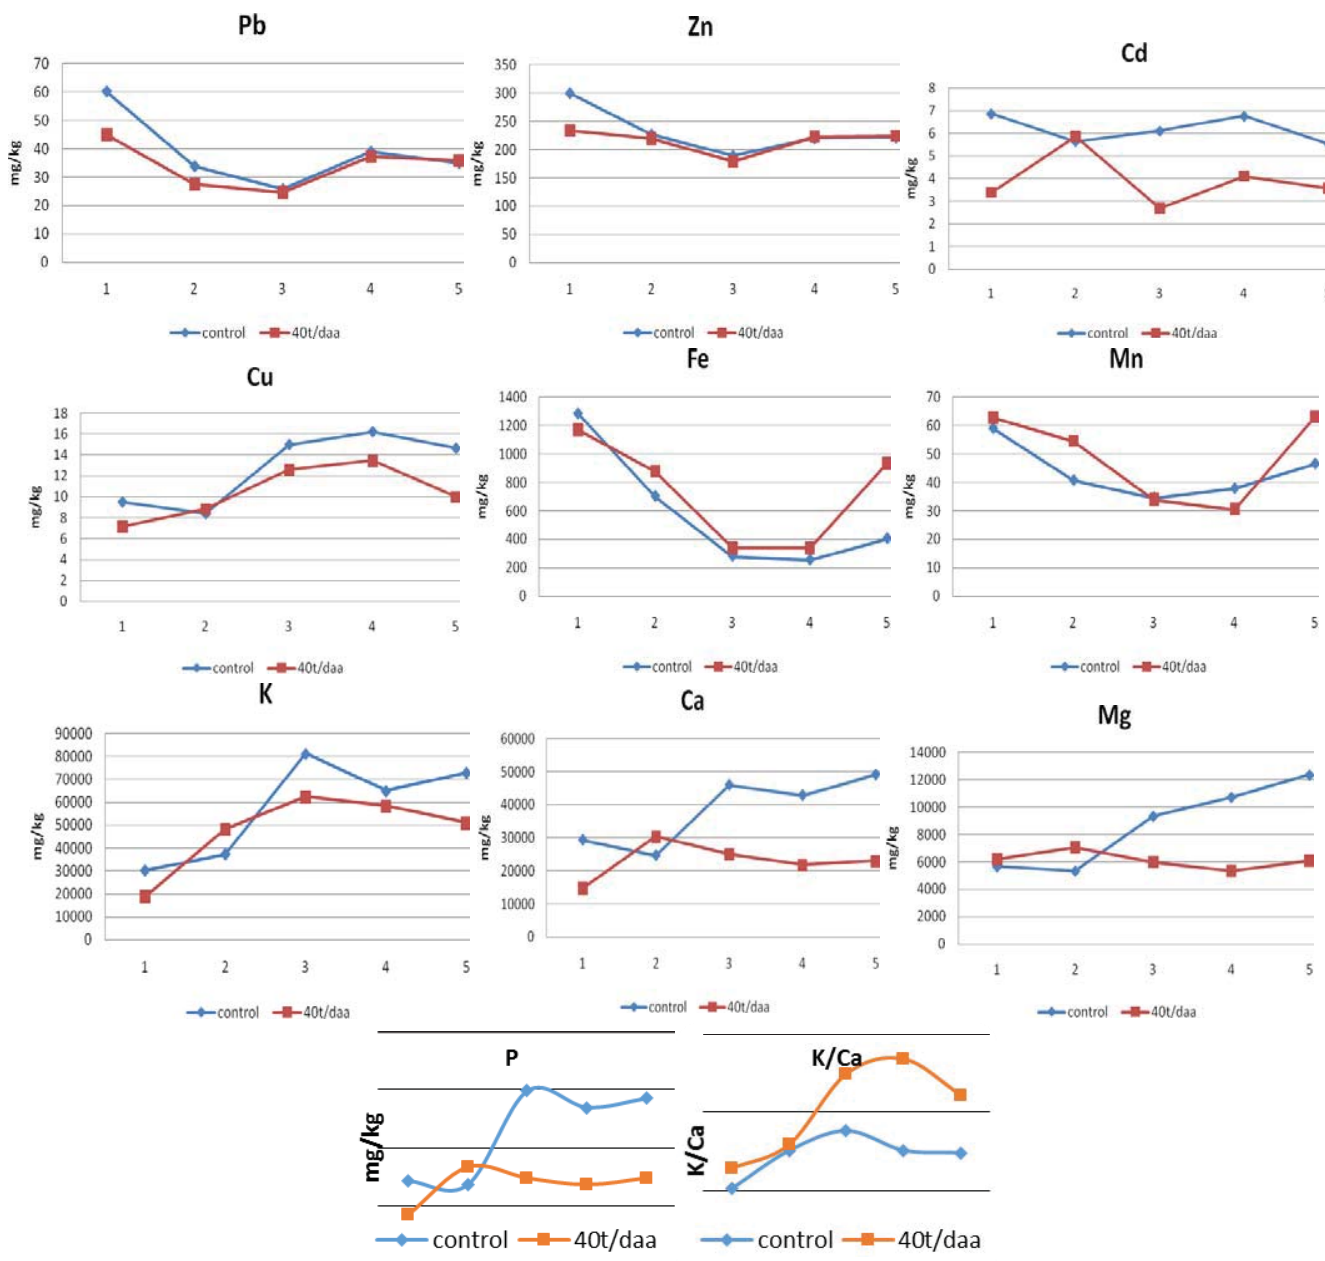 Pb
70
60
50
40
30
20
10
0
mg/kg
1 2 3 4 5
control 40t/daa
Zn
350
300
250
200
150
100
50
0
mg/kg
1 2 3 4 5
control 40t/daa
Cd
8
7
6
5
4
3
2
1
0
mg/kg
1 2 3 4
control 40t/daa
Cu
18
16
14
12
10
8
6
4
2
0
mg/kg
1 2 3 4 5
control 40t/daa
Fe
1400
1200
1000
800
600
400
200
0
mg/kg
1 2 3 4 5
control 40t/daa
Mn
70
60
50
40
30
20
10
0
mg/kg
1 2 3 4 5
control 40t/daa
K
90000
80000
70000
60000
50000
40000
30000
20000
10000
0
mg/kg
1 2 3 4 5
control 40t/daa
Ca
60000
50000
40000
30000
20000
10000
0
mg/kg
1 2 3 4 5
control 40t/daa
Mg
14000
12000
10000
8000
6000
4000
2000
0
mg/kg
1 2 3 4 5
control 40t/daa
P
mg/kg
control 40t/daa
K/Ca
K/Ca
control 40t/daa